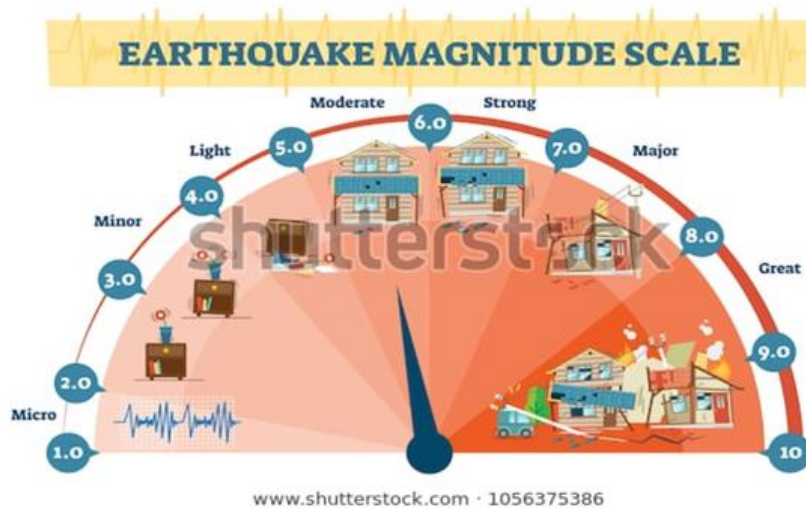 EARTHQUAKE MAGNITUDE SCALE
Moderate
Strong
6.0
5.0
7.0
Light
Major
4.0
Minor
8.0
shutterstock
3.0
Great
2.0
9.0
Micro
1.0
10
www.shutterstock.com · 1056375386